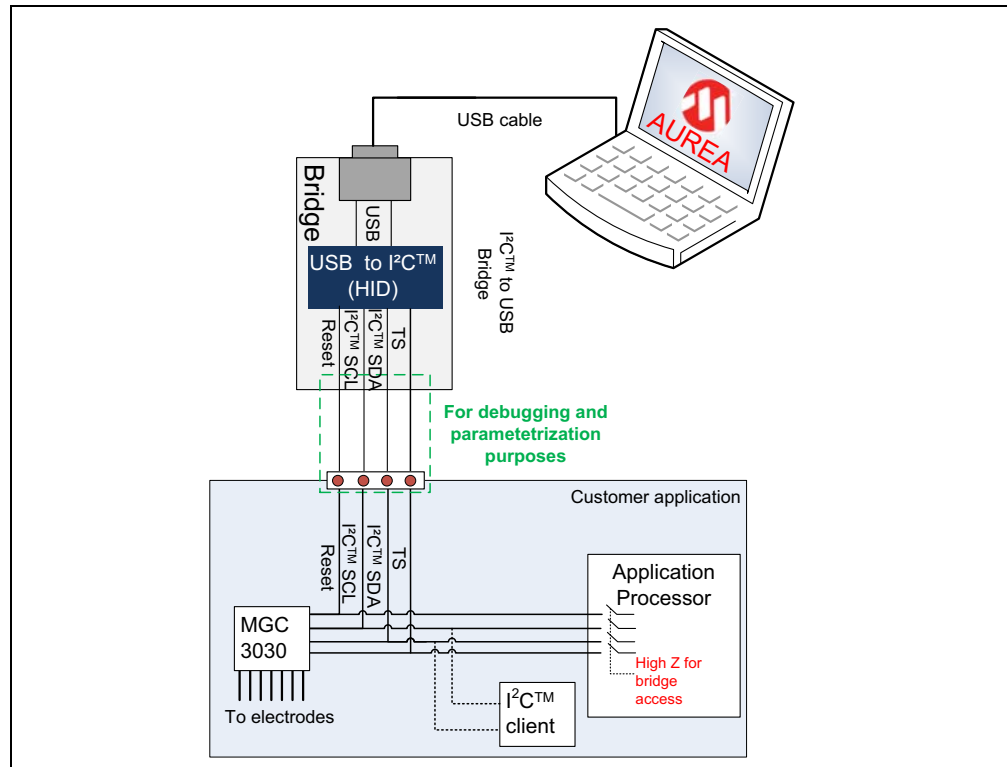 AUREA
USB cable
Bridge
USB
USB to I²C™
(HID)
I²C™ to USB
Bridge
Reset
I²C™ SCL
I²C™ SDA
TS
For debugging and
parametetrization
purposes
Customer application
Reset
I²C™ SCL
I²C™ SDA
TS
Application
Processor
MGC
3030
High Z for
bridge
access
To electrodes
I²C™
client